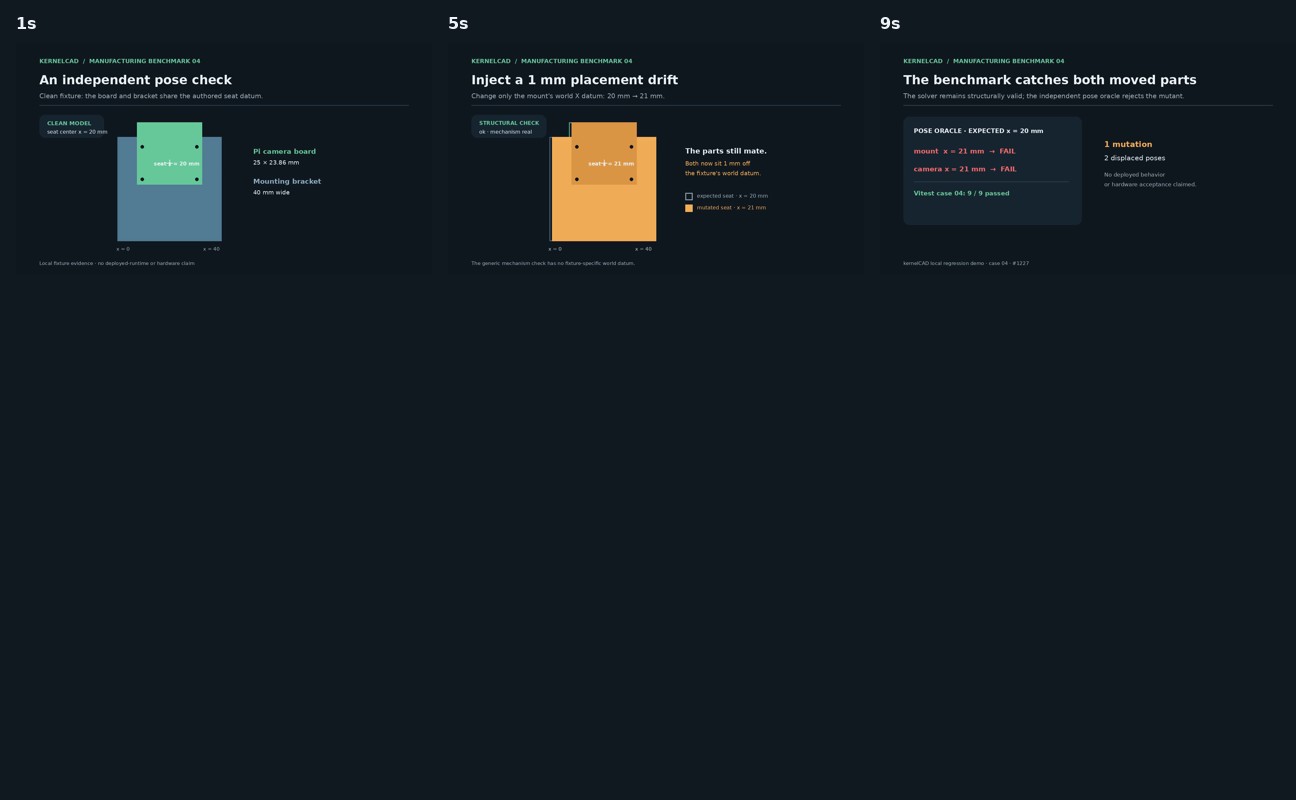 1s
KERNELCAD / MANUFACTURING BENCHMARK 04
An independent pose check
Clean fixture: the board and bracket share the authored seat datum.
CLEAN MODEL
seat center x = 20 mm
seat x = 20 mm
Pi camera board
25 × 23.86 mm
Mounting bracket
40 mm wide
x = 0
x = 40
Local fixture evidence · no deployed-runtime or hardware claim
5s
KERNELCAD / MANUFACTURING BENCHMARK 04
Inject a 1 mm placement drift
Change only the mount's world X datum: 20 mm → 21 mm.
STRUCTURAL CHECK
ok · mechanism real
seat x = 21 mm
The parts still mate.
Both now sit 1 mm off
the fixture's world datum.
expected seat · x = 20 mm
mutated seat · x = 21 mm
x = 0
x = 40
The generic mechanism check has no fixture-specific world datum.
9s
KERNELCAD / MANUFACTURING BENCHMARK 04
The benchmark catches both moved parts
The solver remains structurally valid; the independent pose oracle rejects the mutant.
POSE ORACLE · EXPECTED x = 20 mm
mount x = 21 mm → FAIL
camera x = 21 mm → FAIL
Vitest case 04: 9 / 9 passed
1 mutation
2 displaced poses
No deployed behavior
or hardware acceptance claimed.
kernelCAD local regression demo · case 04 · #1227